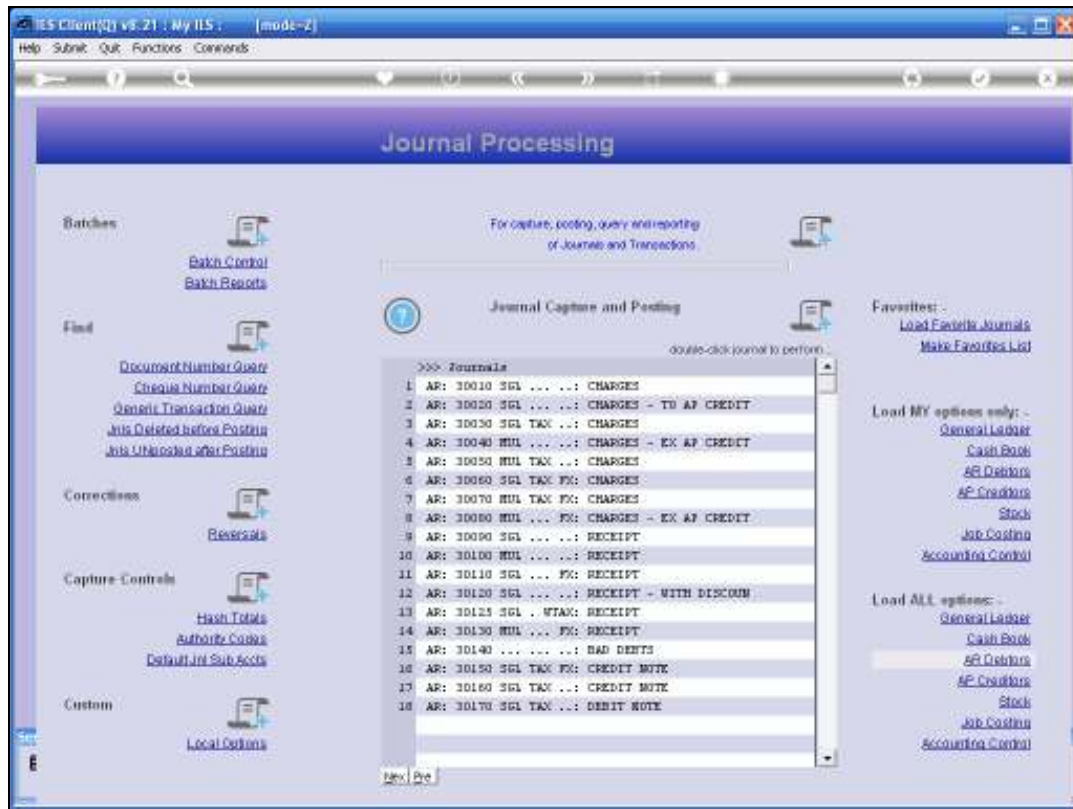 IES Client(Q) v8.21 : My IES : [mode=Z]
Help Submit Quit Functions Commands
Journal Processing
Batches
Batch Control
Batch Reports
Find
Document Number Query
Cheque Number Query
Generic Transaction Query
Jnls Deleted before Posting
Jnls UNposted after Posting
Corrections
Reversals
Capture Controls
Hash Totals
Authority Codes
Default Jnl Sub Accts
Custom
Local Options
For capture, posting, query and reporting
of Journals and Transactions
Journal Capture and Posting
double-click journal to perform...
>>> Journals
1 AR: 30010 SGL ... ..: CHARGES
2 AR: 30020 SGL ... ..: CHARGES - TO AP CREDIT
3 AR: 30030 SGL TAX ..: CHARGES
4 AR: 30040 MUL ... ..: CHARGES - EX AP CREDIT
5 AR: 30050 MUL TAX ..: CHARGES
6 AR: 30060 SGL TAX FX: CHARGES
7 AR: 30070 MUL TAX FX: CHARGES
8 AR: 30080 MUL ... FX: CHARGES - EX AP CREDIT
9 AR: 30090 SGL ... ..: RECEIPT
10 AR: 30100 MUL ... ..: RECEIPT
11 AR: 30110 SGL ... FX: RECEIPT
12 AR: 30120 SGL ... ..: RECEIPT - WITH DISCOUN
13 AR: 30125 SGL . WTAX: RECEIPT
14 AR: 30130 MUL ... FX: RECEIPT
15 AR: 30140 ... ... ..: BAD DEBTS
16 AR: 30150 SGL TAX FX: CREDIT NOTE
17 AR: 30160 SGL TAX ..: CREDIT NOTE
18 AR: 30170 SGL TAX ..: DEBIT NOTE
Nex Pre
Favorites: -
Load Favorite Journals
Make Favorites List
Load MY options only: -
General Ledger
Cash Book
AR Debtors
AP Creditors
Stock
Job Costing
Accounting Control
Load ALL options: -
General Ledger
Cash Book
AR Debtors
AP Creditors
Stock
Job Costing
Accounting Control